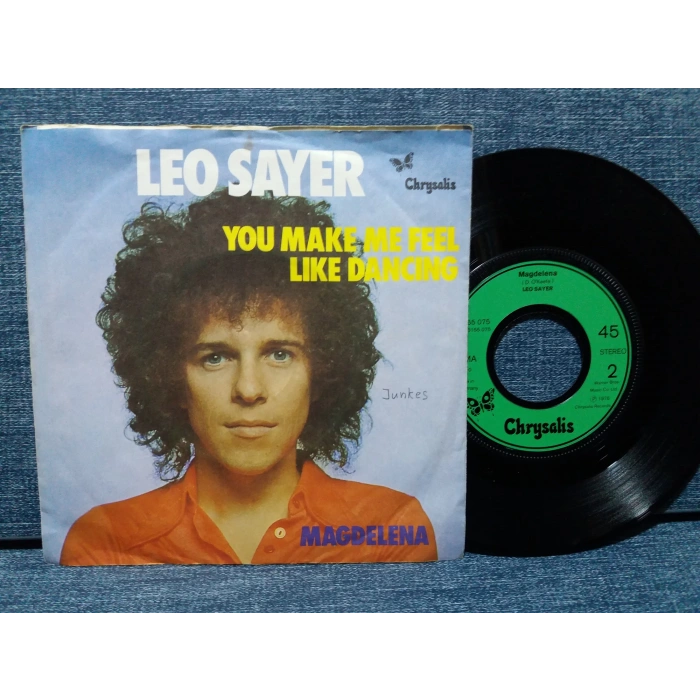 LEO SAYER
Chrysalis
YOU MAKE ME FEEL
LIKE DANCING
Junkes
MAGDELENA
Magdelena
LEO SAYER
45
STEREO
2
Chrysalis